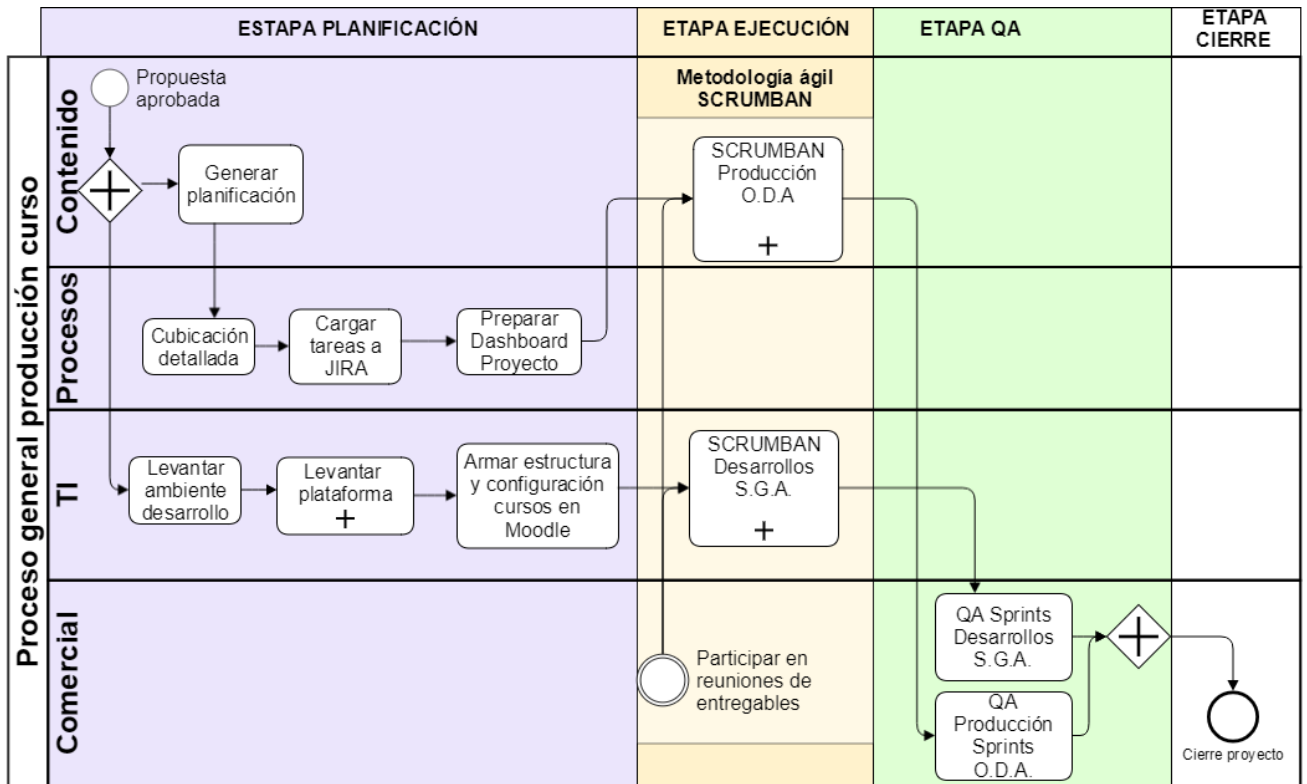 ESTAPA PLANIFICACIÓN
ETAPA EJECUCIÓN
ETAPA QA
ETAPA
CIERRE
Proceso general producción curso
Contenido
Propuesta
aprobada
Generar
planificación
Metodología ágil
SCRUMBAN
SCRUMBAN
Producción
O.D.A
Procesos
Cubicación
detallada
Cargar
tareas a
JIRA
Preparar
Dashboard
Proyecto
TI
Levantar
ambiente
desarrollo
Levantar
plataforma
Armar estructura
y configuración
cursos en
Moodle
SCRUMBAN
Desarrollos
S.G.A.
Comercial
Participar en
reuniones de
entregables
QA Sprints
Desarrollos
S.G.A.
QA
Producción
Sprints
O.D.A.
Cierre proyecto